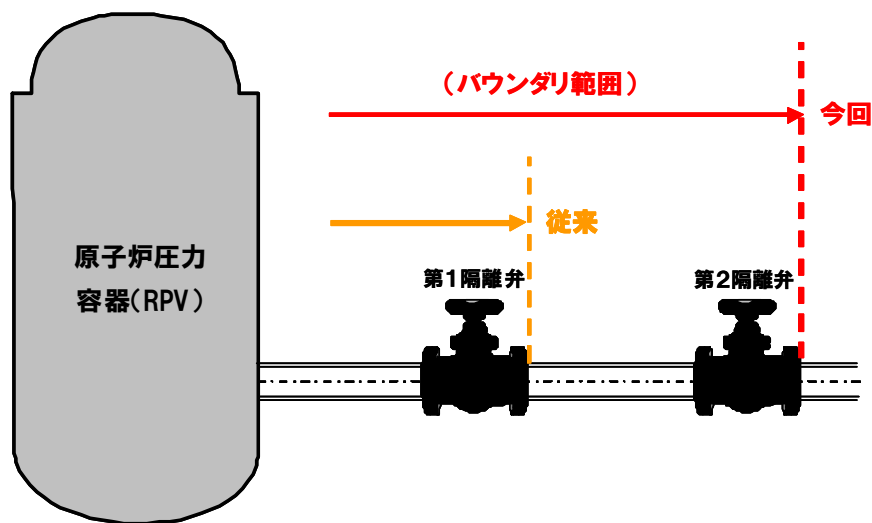 (バウンダリ範囲)
今回
従来
原子炉圧力
容器(RPV)
第1隔離弁
第2隔離弁